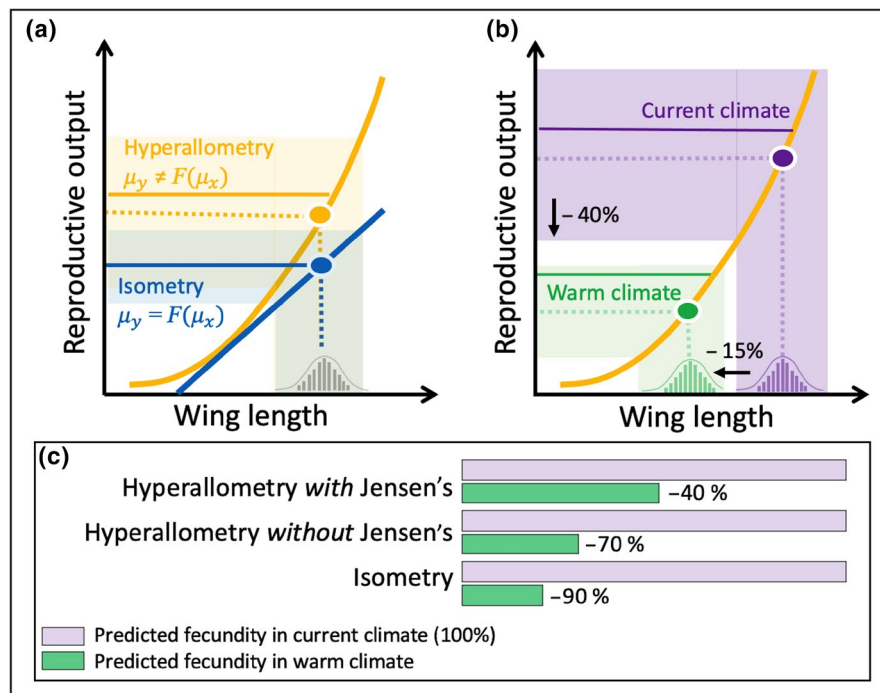 (a)
Reproductive output
Hyperallometry
μy ≠ F(μx)
Isometry
μy = F(μx)
Wing length
(b)
Reproductive output
Current climate
– 40%
Warm climate
– 15%
Wing length
(c)
Hyperallometry with Jensen's
–40 %
Hyperallometry without Jensen's
–70 %
Isometry
–90 %
Predicted fecundity in current climate (100%)
Predicted fecundity in warm climate